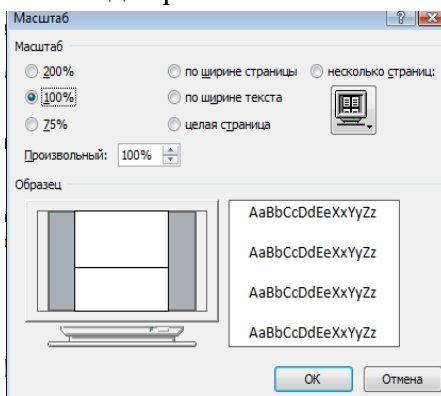 Масштаб
Масштаб
200% по ширине страницы несколько страниц:
100% по ширине текста
75% целая страница
Произвольный: 100%
Образец
AaBbCcDdEeXxYyZz
AaBbCcDdEeXxYyZz
AaBbCcDdEeXxYyZz
AaBbCcDdEeXxYyZz
ОК Отмена